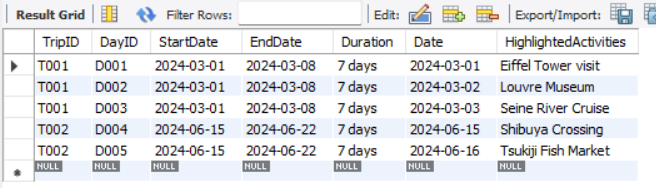 Result Grid Filter Rows: Edit: Export/Import:
TripID DayID StartDate EndDate Duration Date HighlightedActivities
T001 D001 2024-03-01 2024-03-08 7 days 2024-03-01 Eiffel Tower visit
T001 D002 2024-03-01 2024-03-08 7 days 2024-03-02 Louvre Museum
T001 D003 2024-03-01 2024-03-08 7 days 2024-03-03 Seine River Cruise
T002 D004 2024-06-15 2024-06-22 7 days 2024-06-15 Shibuya Crossing
T002 D005 2024-06-15 2024-06-22 7 days 2024-06-16 Tsukiji Fish Market
NULL NULL NULL NULL NULL NULL NULL